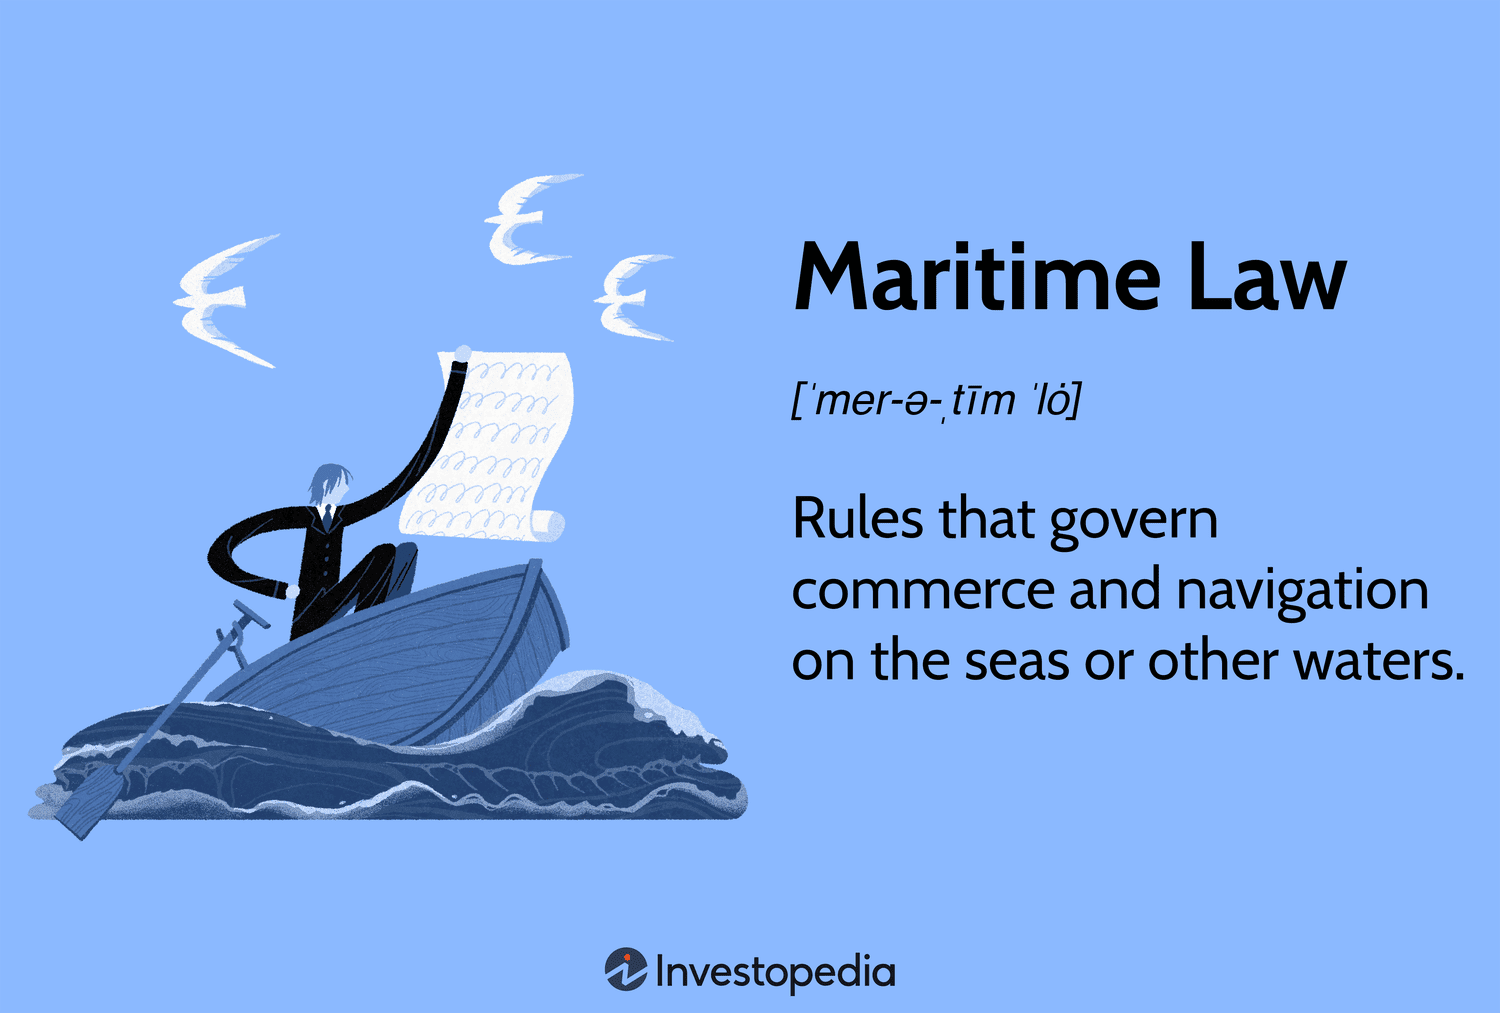 Maritime Law
[ˈmer-ə-ˌtīm ˈlȯ]
Rules that govern
commerce and navigation
on the seas or other waters.
Investopedia